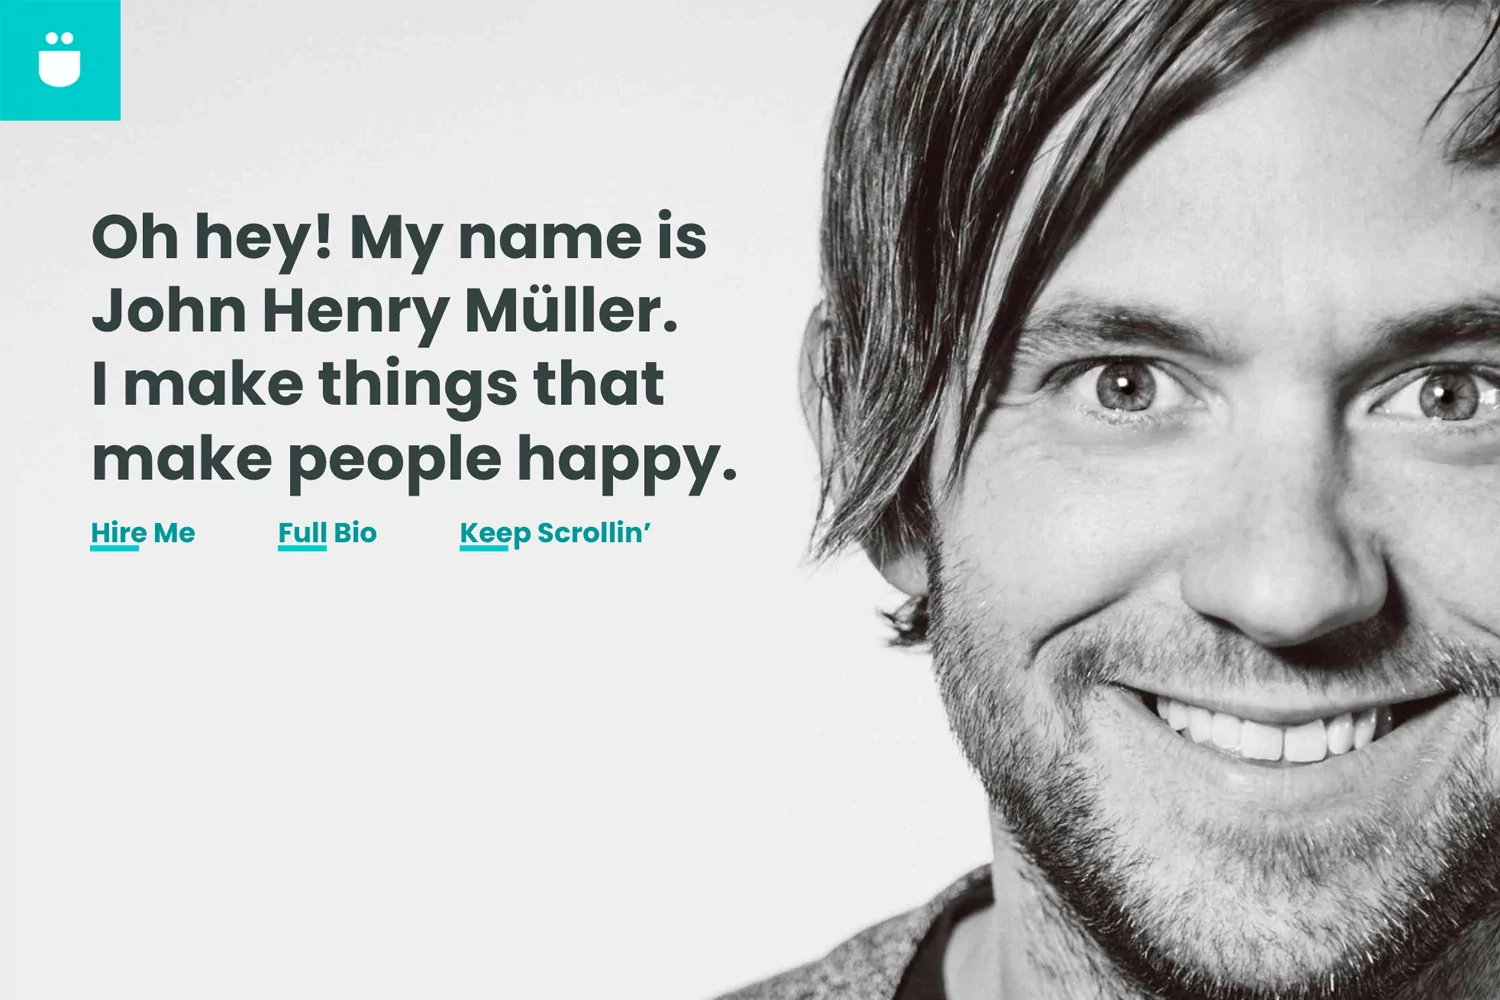 Oh hey! My name is
John Henry Müller.
I make things that
make people happy.
Hire Me Full Bio Keep Scrollin’